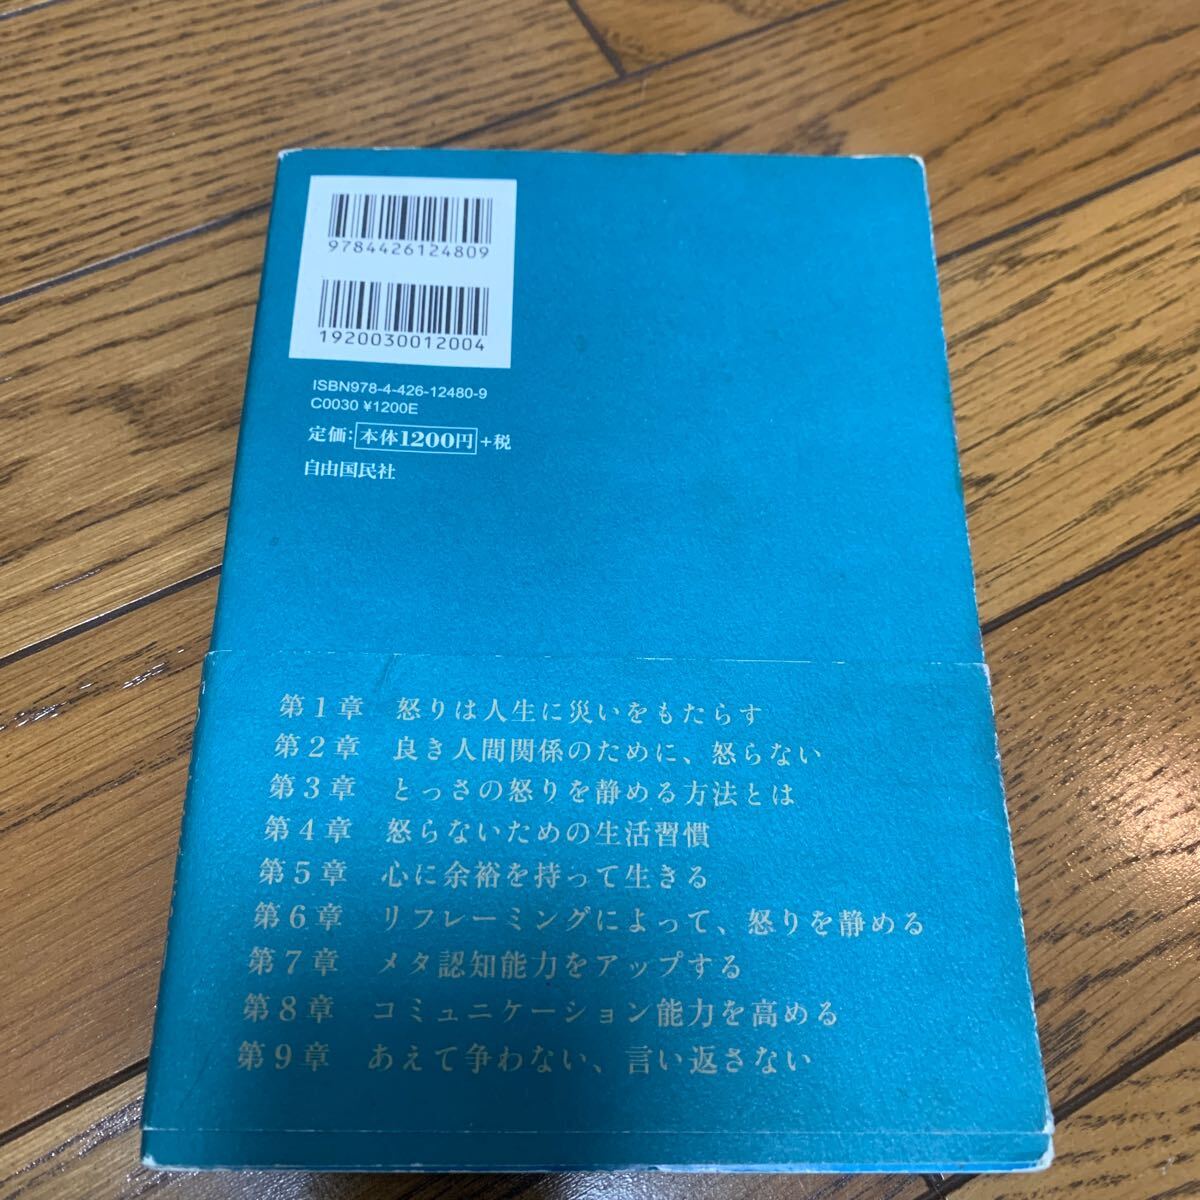 9784426124809
1920030012004
ISBN978-4-426-12480-9
C0030 ¥1200E
定価：本体1200円+税
自由国民社
第1章 怒りは人生に災いをもたらす
第2章 良き人間関係のために、怒らない
第3章 とっさの怒りを静める方法とは
第4章 怒らないための生活習慣
第5章 心に余裕を持って生きる
第6章 リフレーミングによって、怒りを静める
第7章 メタ認知能力をアップする
第8章 コミュニケーション能力を高める
第9章 あえて争わない、言い返さない